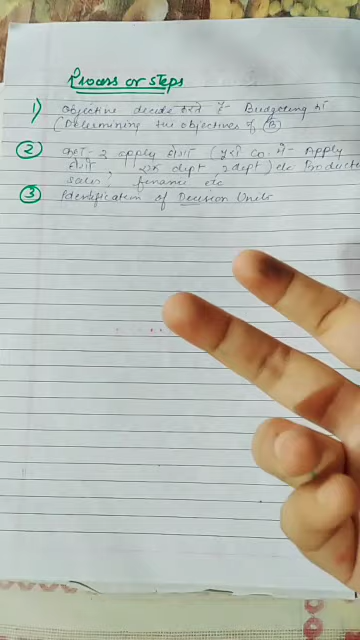 Process or steps
1) Objective decide करते है- Budgeting का
(Determining the objectives of B)
2 कहाँ-2 apply होगा (पूरी Co. में- Apply
होगी एक dept, 2 dept) etc Production
sales, finance etc
3 Identification of Decision Units